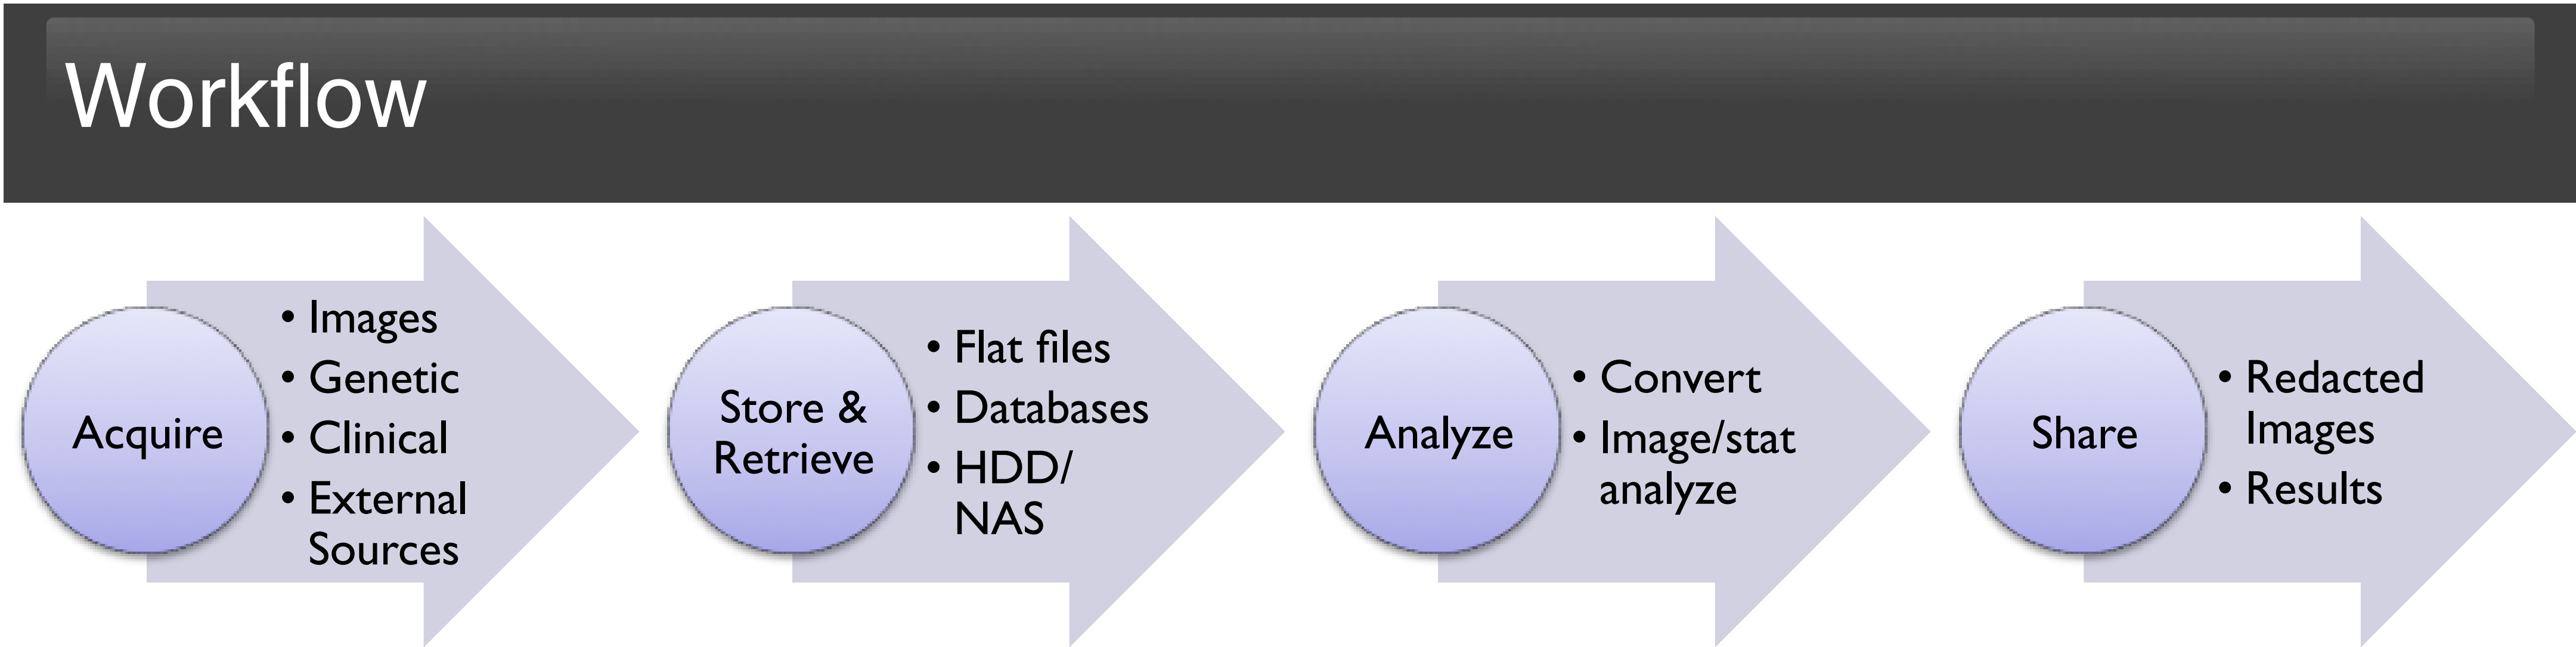 Workflow
Acquire
• Images
• Genetic
• Clinical
• External
Sources
Store &
Retrieve
• Flat files
• Databases
• HDD/
NAS
Analyze
• Convert
• Image/stat
analyze
Share
• Redacted
Images
• Results